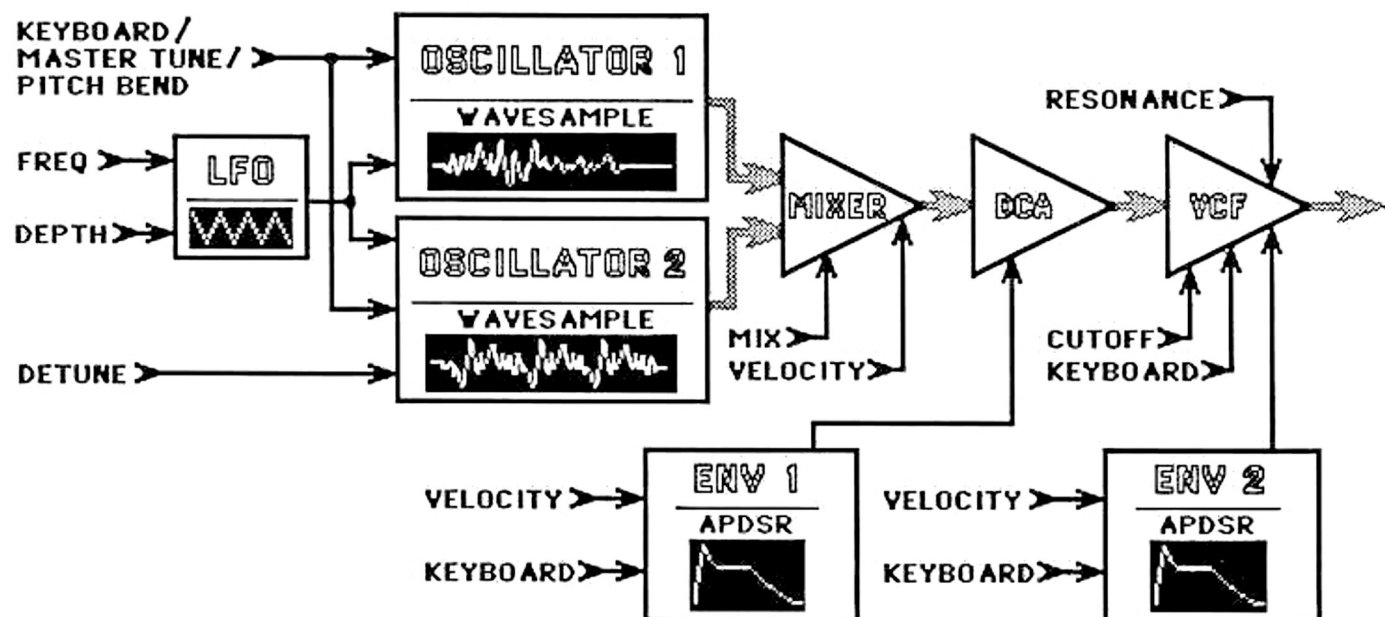 KEYBOARD/
MASTER TUNE/
PITCH BEND
FREQ
DEPTH
LFO
DETUNE
OSCILLATOR 1
WAVESAMPLE
OSCILLATOR 2
WAVESAMPLE
MIXER
MIX
VELOCITY
DCA
RESONANCE
VCF
CUTOFF
KEYBOARD
VELOCITY
KEYBOARD
ENV 1
APDSR
VELOCITY
KEYBOARD
ENV 2
APDSR